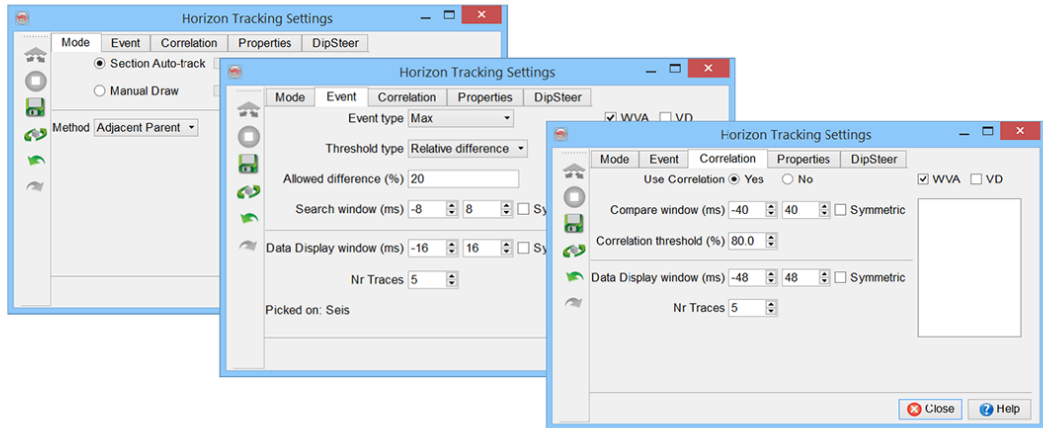 Horizon Tracking Settings
Mode Event Correlation Properties DipSteer
Section Auto-track
Manual Draw
Method Adjacent Parent
Horizon Tracking Settings
Mode Event Correlation Properties DipSteer
Event type Max WVA VD
Threshold type Relative difference
Allowed difference (%) 20
Search window (ms) -8 8 Sy
Data Display window (ms) -16 16 Sy
Nr Traces 5
Picked on: Seis
Horizon Tracking Settings
Mode Event Correlation Properties DipSteer
Use Correlation Yes No WVA VD
Compare window (ms) -40 40 Symmetric
Correlation threshold (%) 80.0
Data Display window (ms) -48 48 Symmetric
Nr Traces 5
Close Help